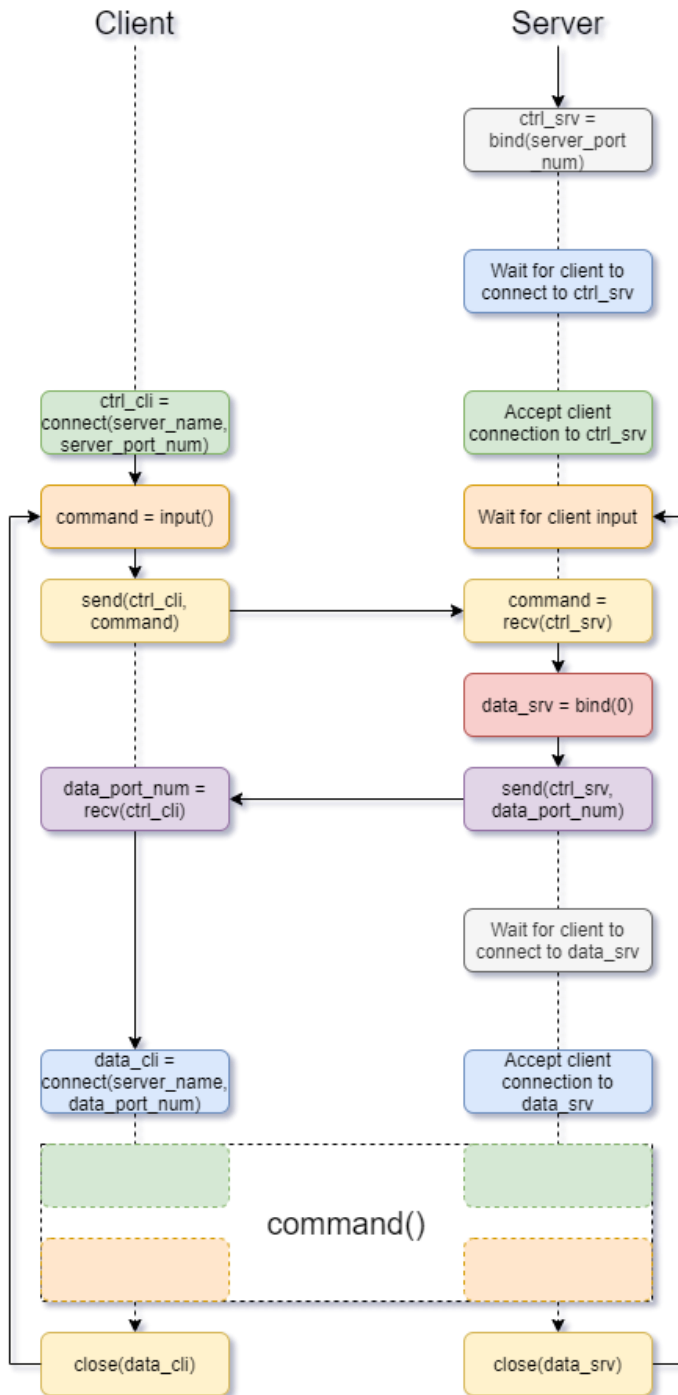 Client
Server
ctrl_srv =
bind(server_port
_num)
Wait for client to
connect to ctrl_srv
ctrl_cli =
connect(server_name,
server_port_num)
Accept client
connection to ctrl_srv
command = input()
Wait for client input
send(ctrl_cli,
command)
command =
recv(ctrl_srv)
data_srv = bind(0)
data_port_num =
recv(ctrl_cli)
send(ctrl_srv,
data_port_num)
Wait for client to
connect to data_srv
data_cli =
connect(server_name,
data_port_num)
Accept client
connection to
data_srv
command()
close(data_cli)
close(data_srv)